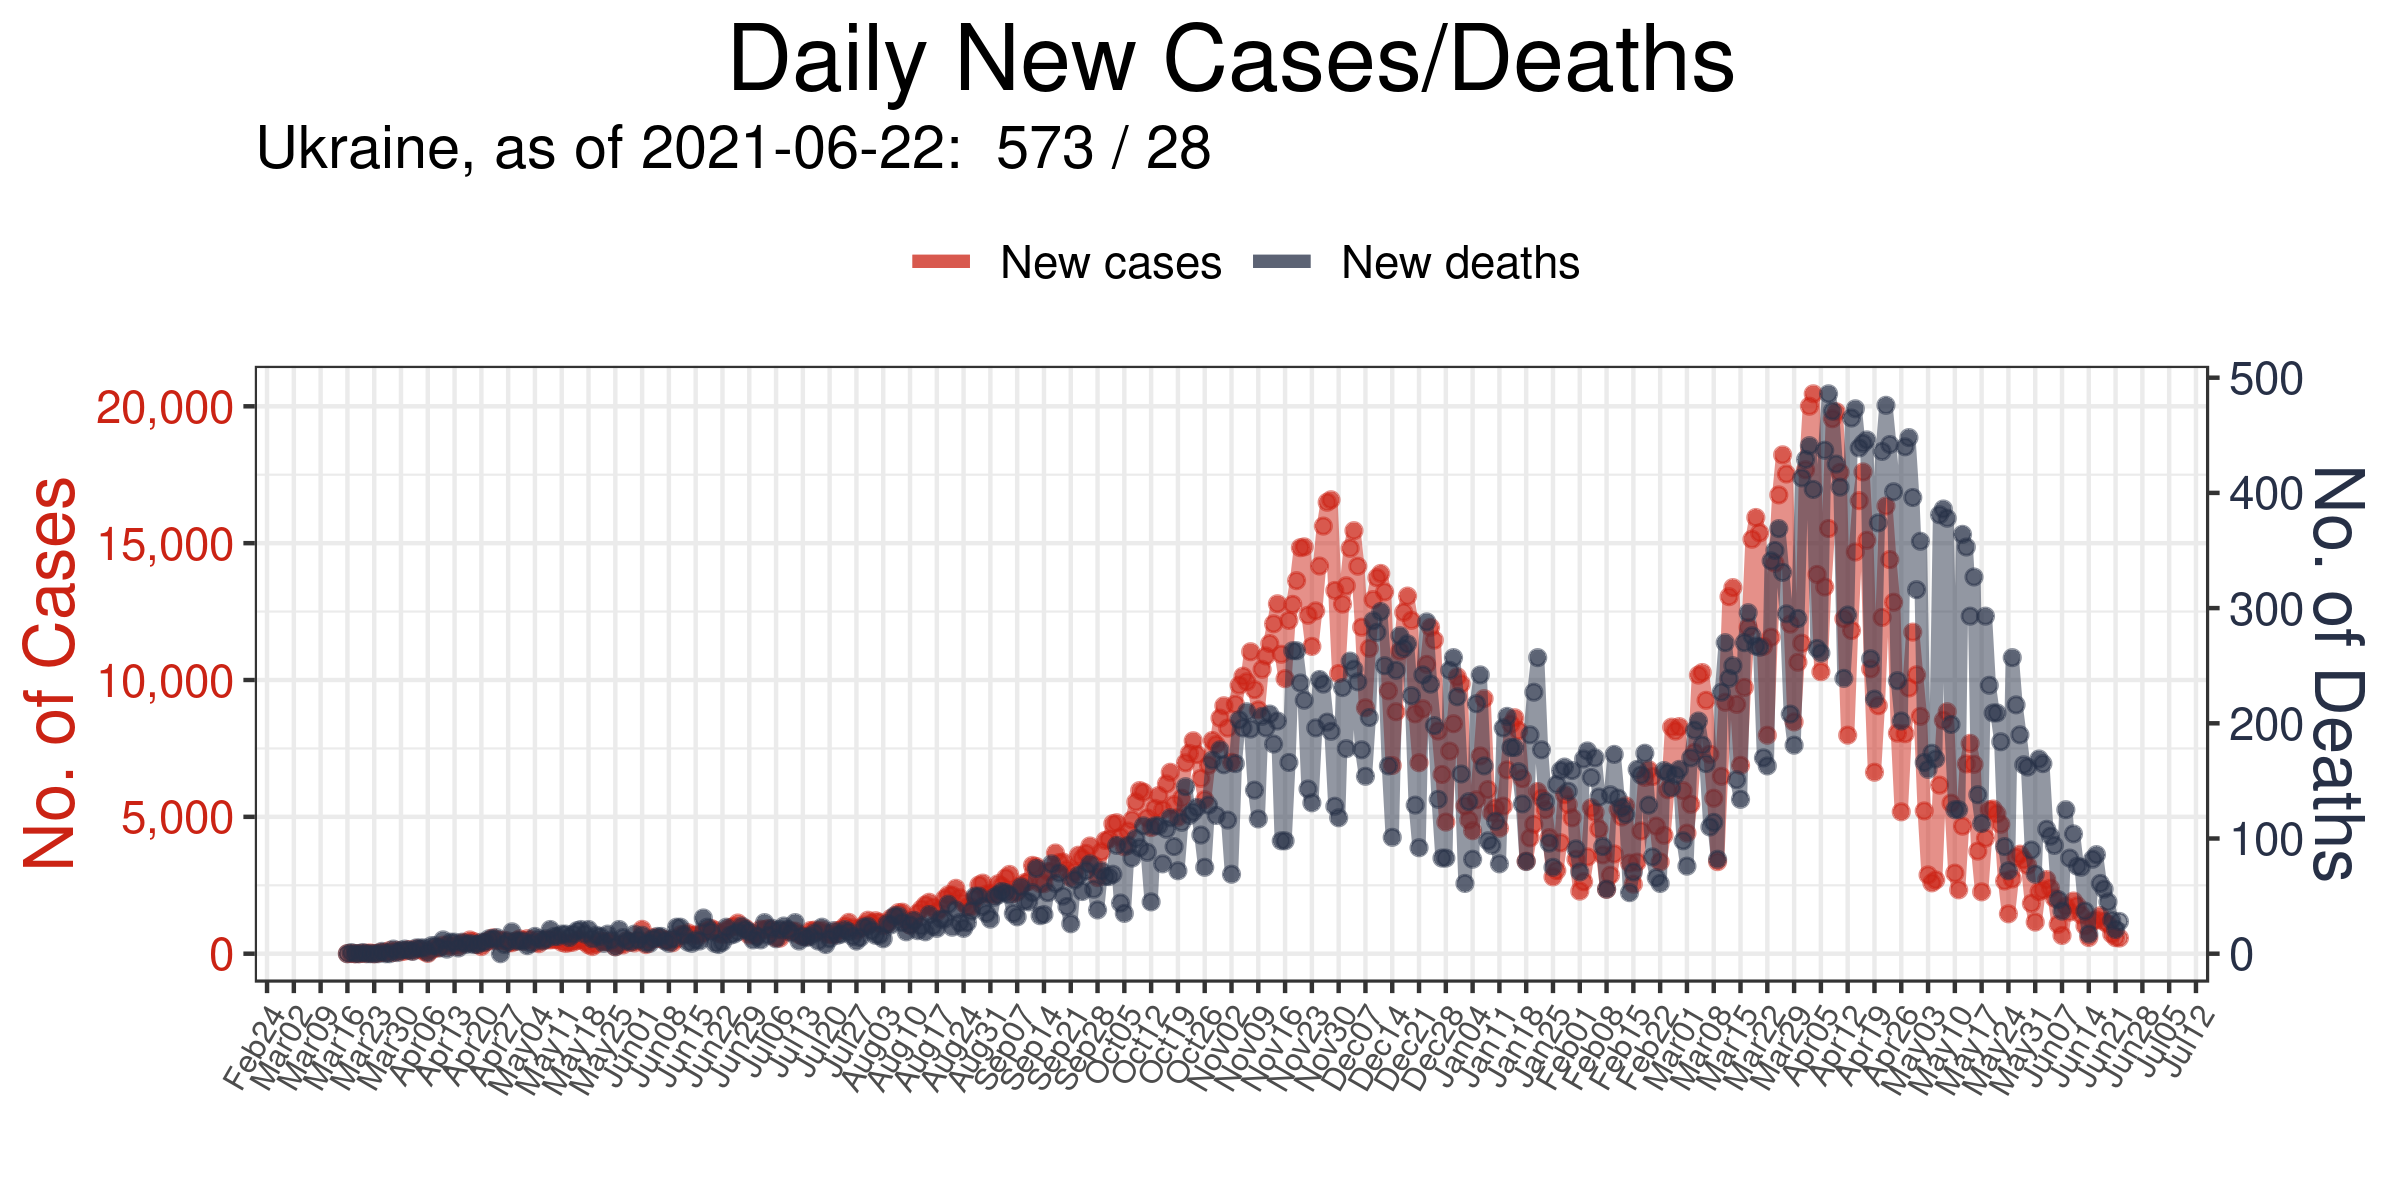 Daily New Cases/Deaths
Ukraine, as of 2021-06-22:  573 / 28
New cases
New deaths
No. of Cases
20,000
15,000
10,000
5,000
0
500
400
300
200
100
0
No. of Deaths
Feb24
Mar02
Mar09
Mar16
Mar23
Mar30
Apr06
Apr13
Apr20
Apr27
May04
May11
May18
May25
Jun01
Jun08
Jun15
Jun22
Jun29
Jul06
Jul13
Jul20
Jul27
Aug03
Aug10
Aug17
Aug24
Aug31
Sep07
Sep14
Sep21
Sep28
Oct05
Oct12
Oct19
Oct26
Nov02
Nov09
Nov16
Nov23
Nov30
Dec07
Dec14
Dec21
Dec28
Jan04
Jan11
Jan18
Jan25
Feb01
Feb08
Feb15
Feb22
Mar01
Mar08
Mar15
Mar22
Mar29
Apr05
Apr12
Apr19
Apr26
May03
May10
May17
May24
May31
Jun07
Jun14
Jun21
Jun28
Jul05
Jul12